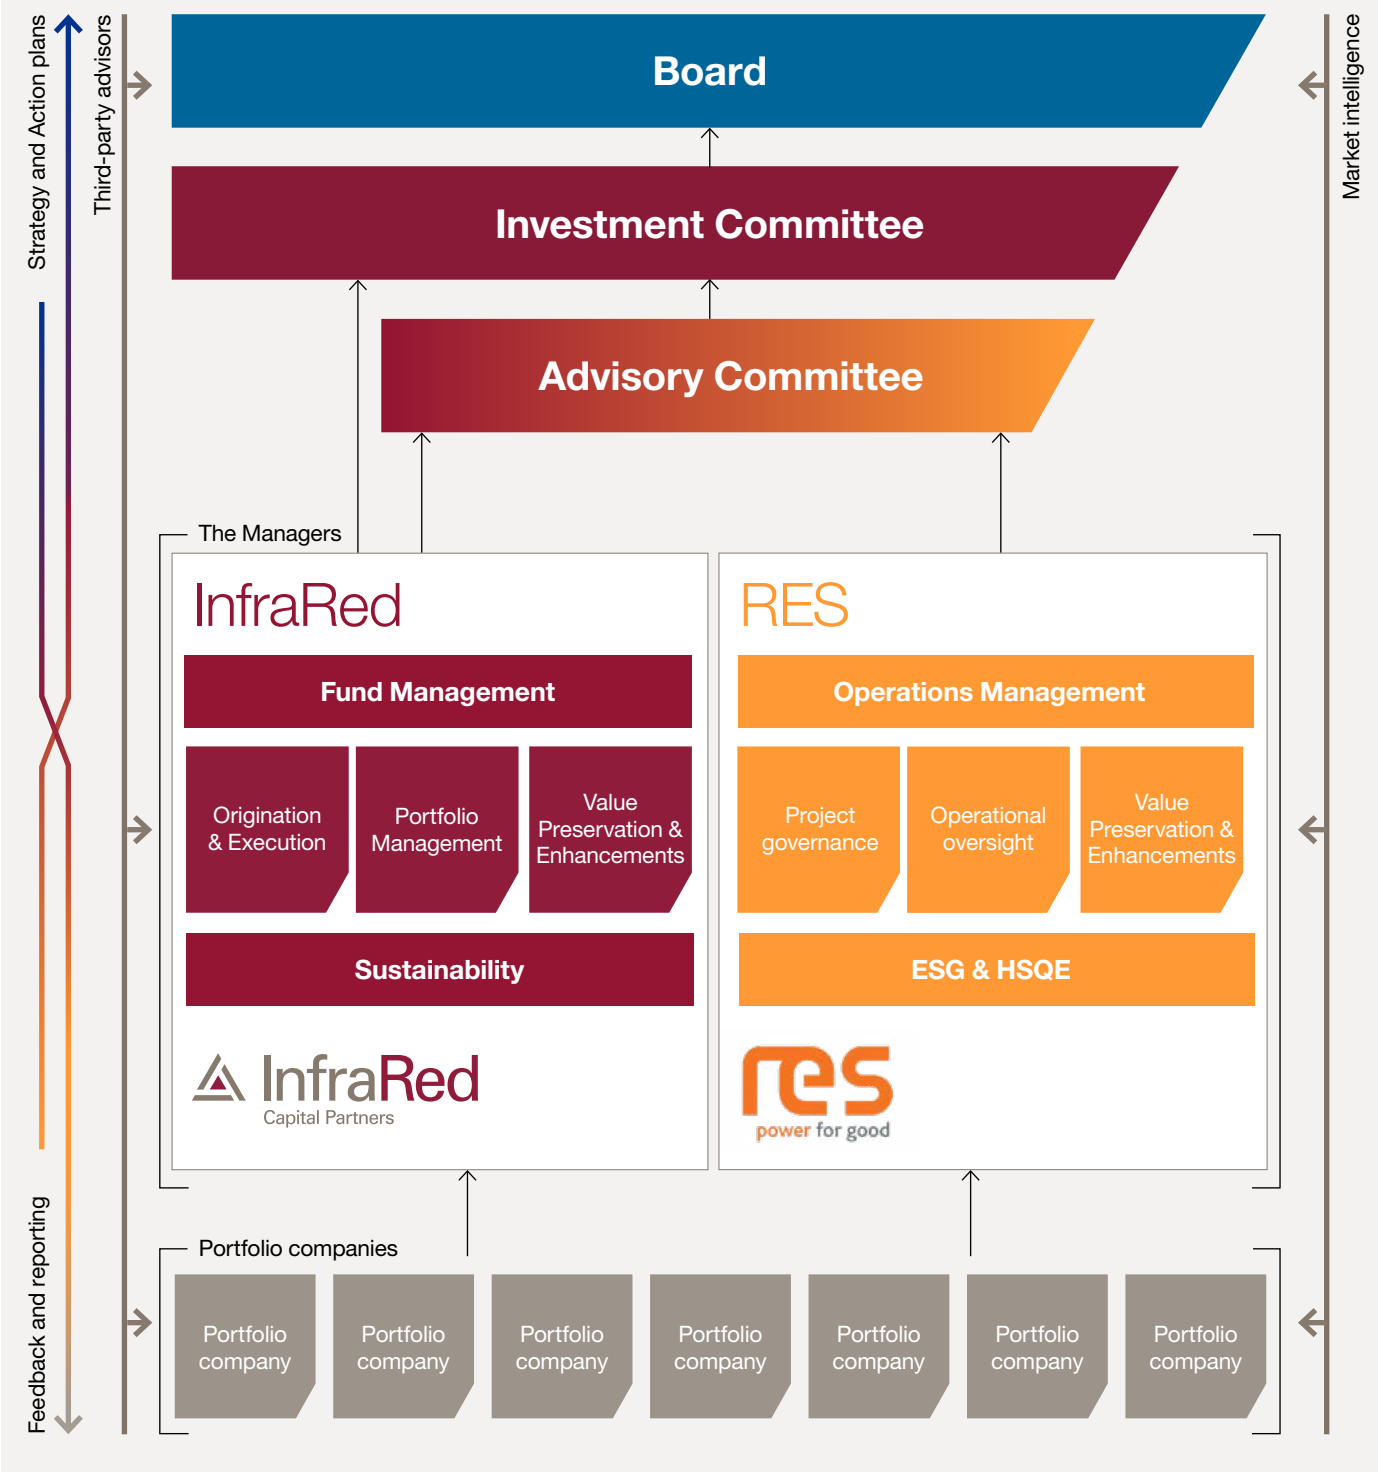 Strategy and Action plans
Third-party advisors
Market intelligence
Board
Investment Committee
Advisory Committee
The Managers
InfraRed
Fund Management
Origination
& Execution
Portfolio
Management
Value
Preservation &
Enhancements
Sustainability
InfraRed
Capital Partners
RES
Operations Management
Project
governance
Operational
oversight
Value
Preservation &
Enhancements
ESG & HSQE
res
power for good
Feedback and reporting
Portfolio companies
Portfolio
company
Portfolio
company
Portfolio
company
Portfolio
company
Portfolio
company
Portfolio
company
Portfolio
company